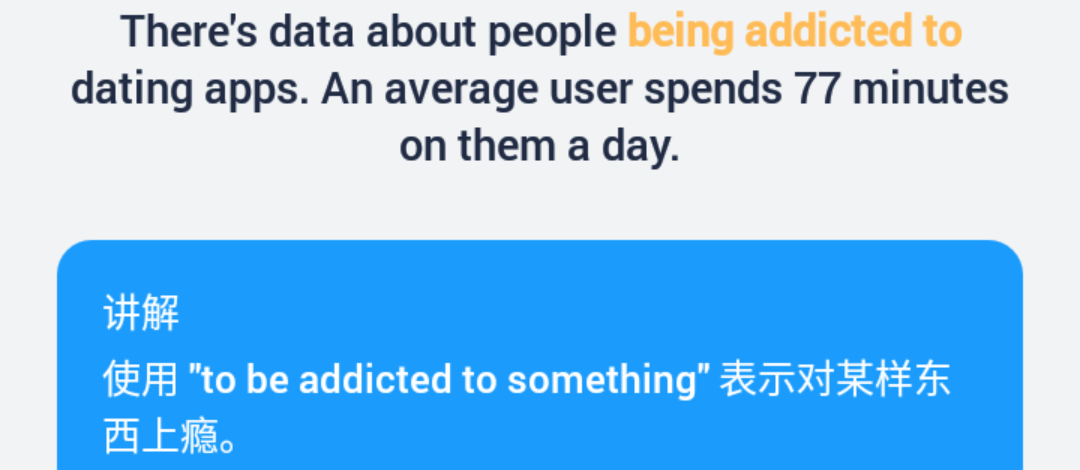 There's data about people being addicted to
dating apps. An average user spends 77 minutes
on them a day.
讲解
使用 "to be addicted to something" 表示对某样东
西上瘾。